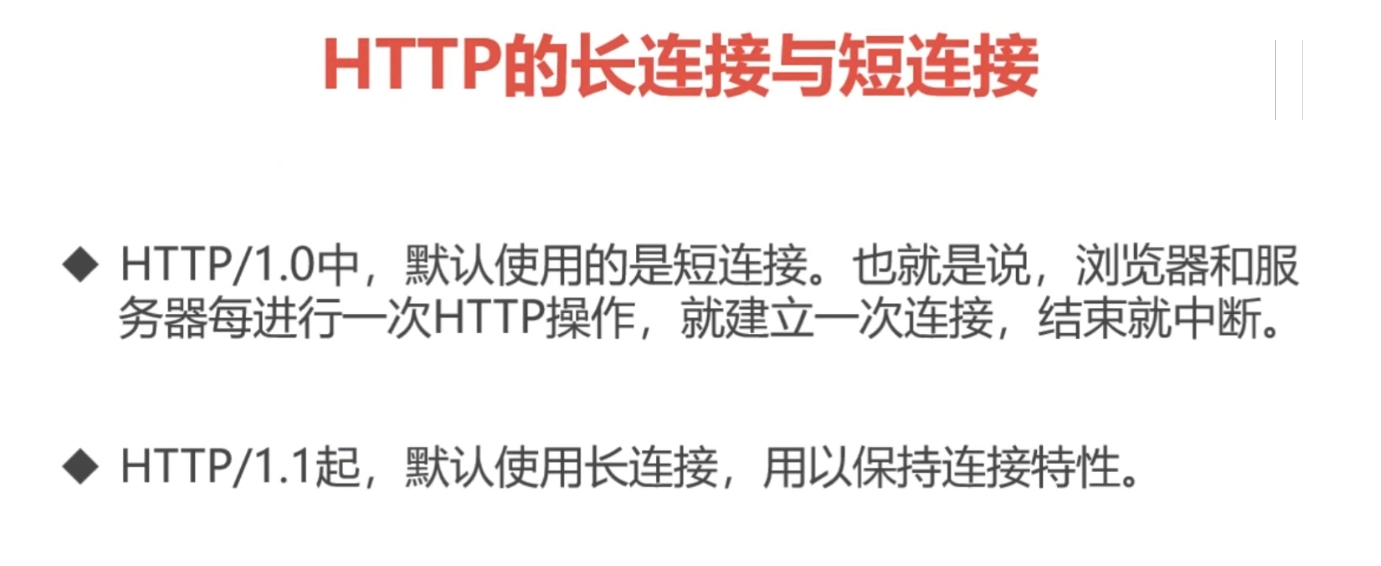 HTTP的长连接与短连接
◆ HTTP/1.0中，默认使用的是短连接。也就是说，浏览器和服
务器每进行一次HTTP操作，就建立一次连接，结束就中断。
◆ HTTP/1.1起，默认使用长连接，用以保持连接特性。